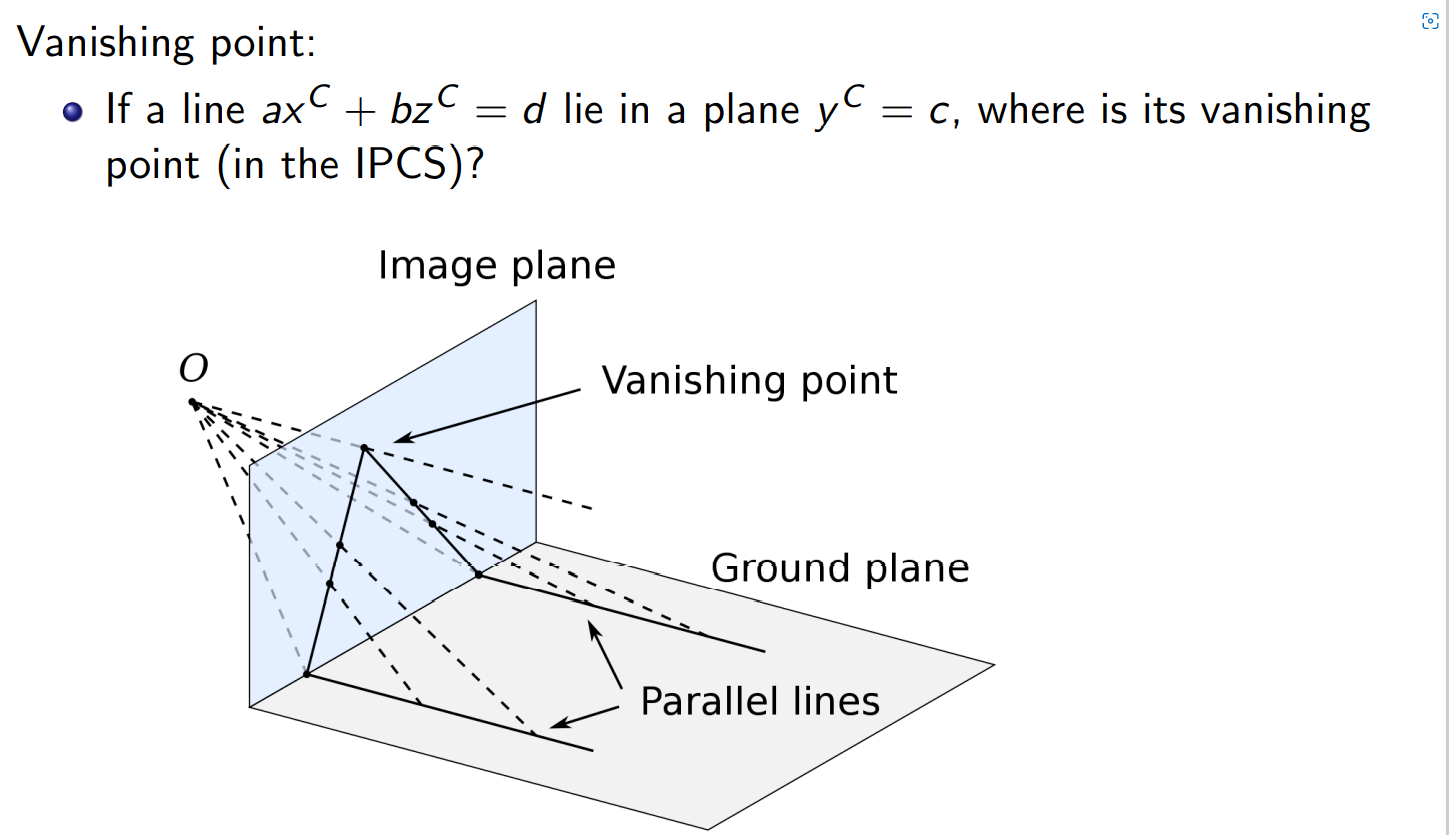 Vanishing point:
If a line ax^C + bz^C = d lie in a plane y^C = c, where is its vanishing
point (in the IPCS)?
Image plane
O
Vanishing point
Ground plane
Parallel lines